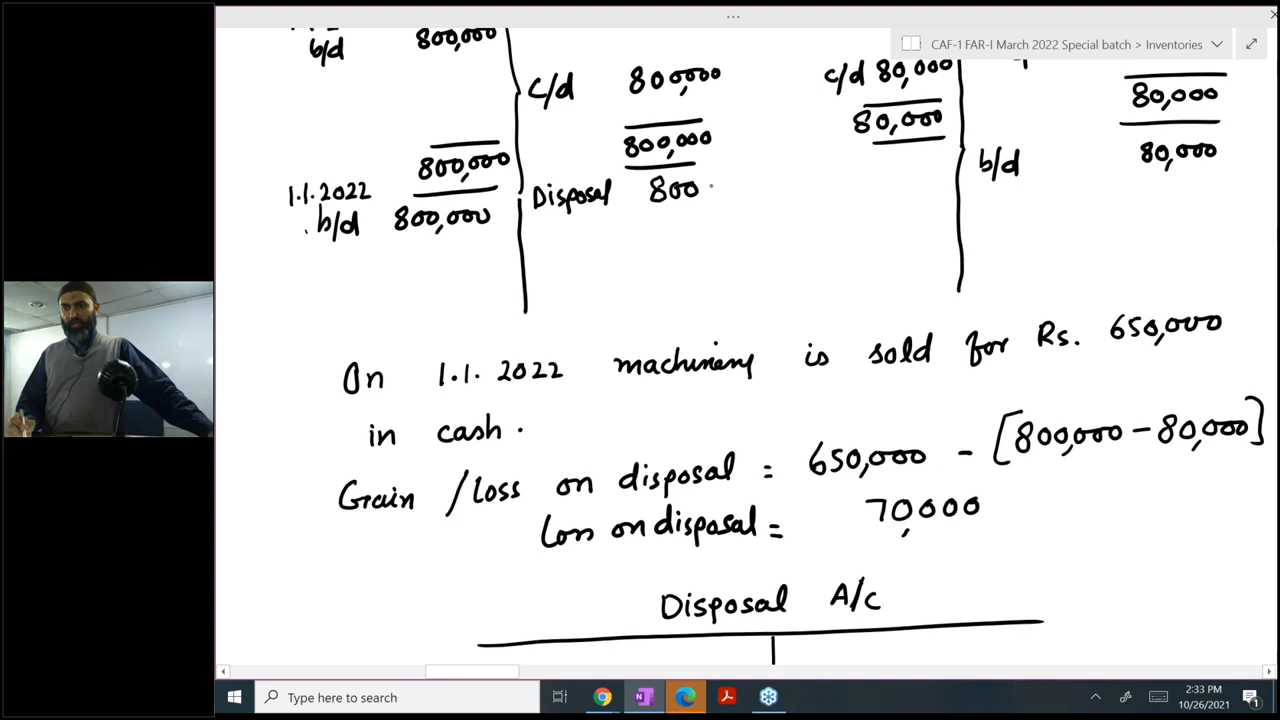 CAF-1 FAR-I March 2022 Special batch > Inventories
b/d 800,000
c/d 800,000
c/d 80,000
80,000
800,000
80,000
800,000
b/d 80,000
1.1.2022
b/d 800,000
Disposal 800
On 1.1.2022 machinery is sold for Rs. 650,000
in cash.
Gain / loss on disposal = 650,000 - [800,000 - 80,000]
Loss on disposal = 70,000
Disposal A/c
Type here to search
2:33 PM
10/26/2021
1